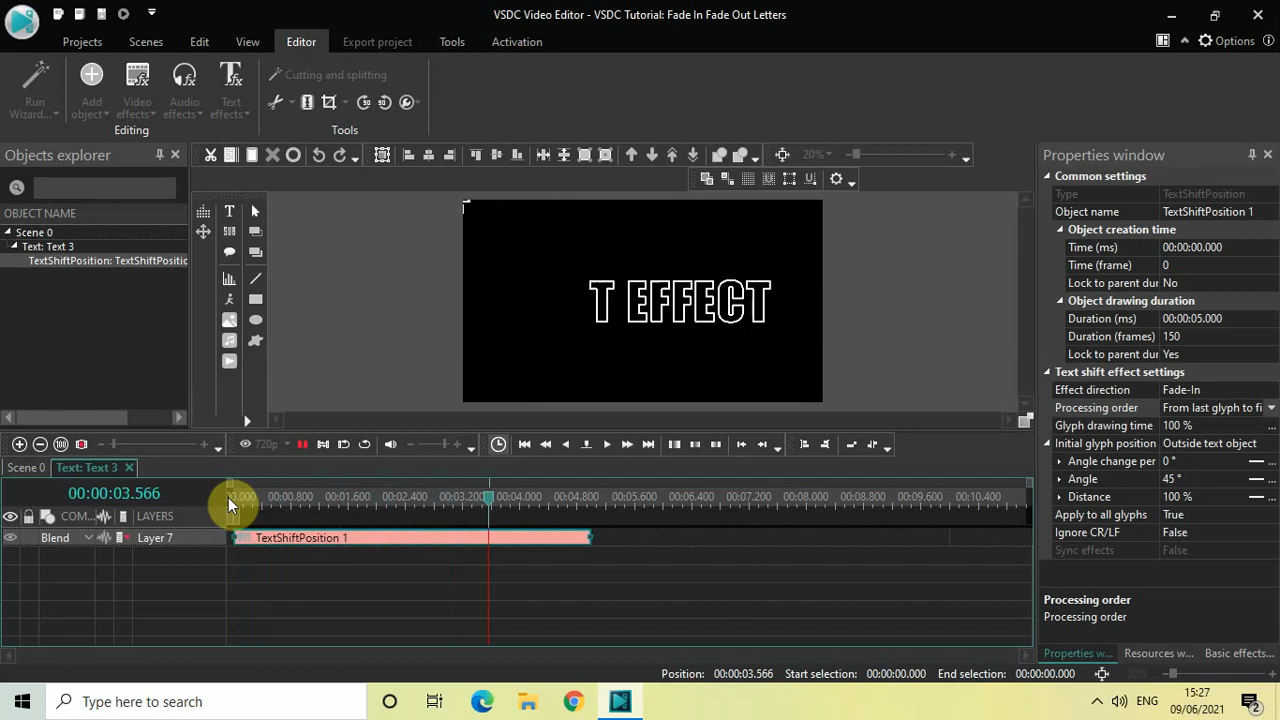 VSDC Video Editor - VSDC Tutorial: Fade In Fade Out Letters
Projects Scenes Edit View Editor Export project Tools Activation Options
Run Wizard... Add object Video effects Audio effects Text effects Cutting and splitting
Editing Tools
Objects explorer
OBJECT NAME
Scene 0
Text: Text 3
TextShiftPosition: TextShiftPositio
20%
T EFFECT
720p
Scene 0 Text: Text 3
00:00:03.566
00.000 00:00.800 00:01.600 00:02.400 00:03.200 00:04.000 00:04.800 00:05.600 00:06.400 00:07.200 00:08.000 00:08.800 00:09.600 00:10.400
COM... LAYERS
Blend Layer 7 TextShiftPosition 1
Properties window
Common settings
Type TextShiftPosition
Object name TextShiftPosition 1
Object creation time
Time (ms) 00:00:00.000
Time (frame) 0
Lock to parent dur No
Object drawing duration
Duration (ms) 00:00:05.000
Duration (frames) 150
Lock to parent dur Yes
Text shift effect settings
Effect direction Fade-In
Processing order From last glyph to fi
Glyph drawing time 100 %
Initial glyph position Outside text object
Angle change per 0 °
Angle 45 °
Distance 100 %
Apply to all glyphs True
Ignore CR/LF False
Sync effects False
Processing order
Processing order
Properties w... Resources w... Basic effects...
Position: 00:00:03.566 Start selection: 00:00:00.000 End selection: 00:00:00.000
Type here to search
ENG
15:27
09/06/2021
2